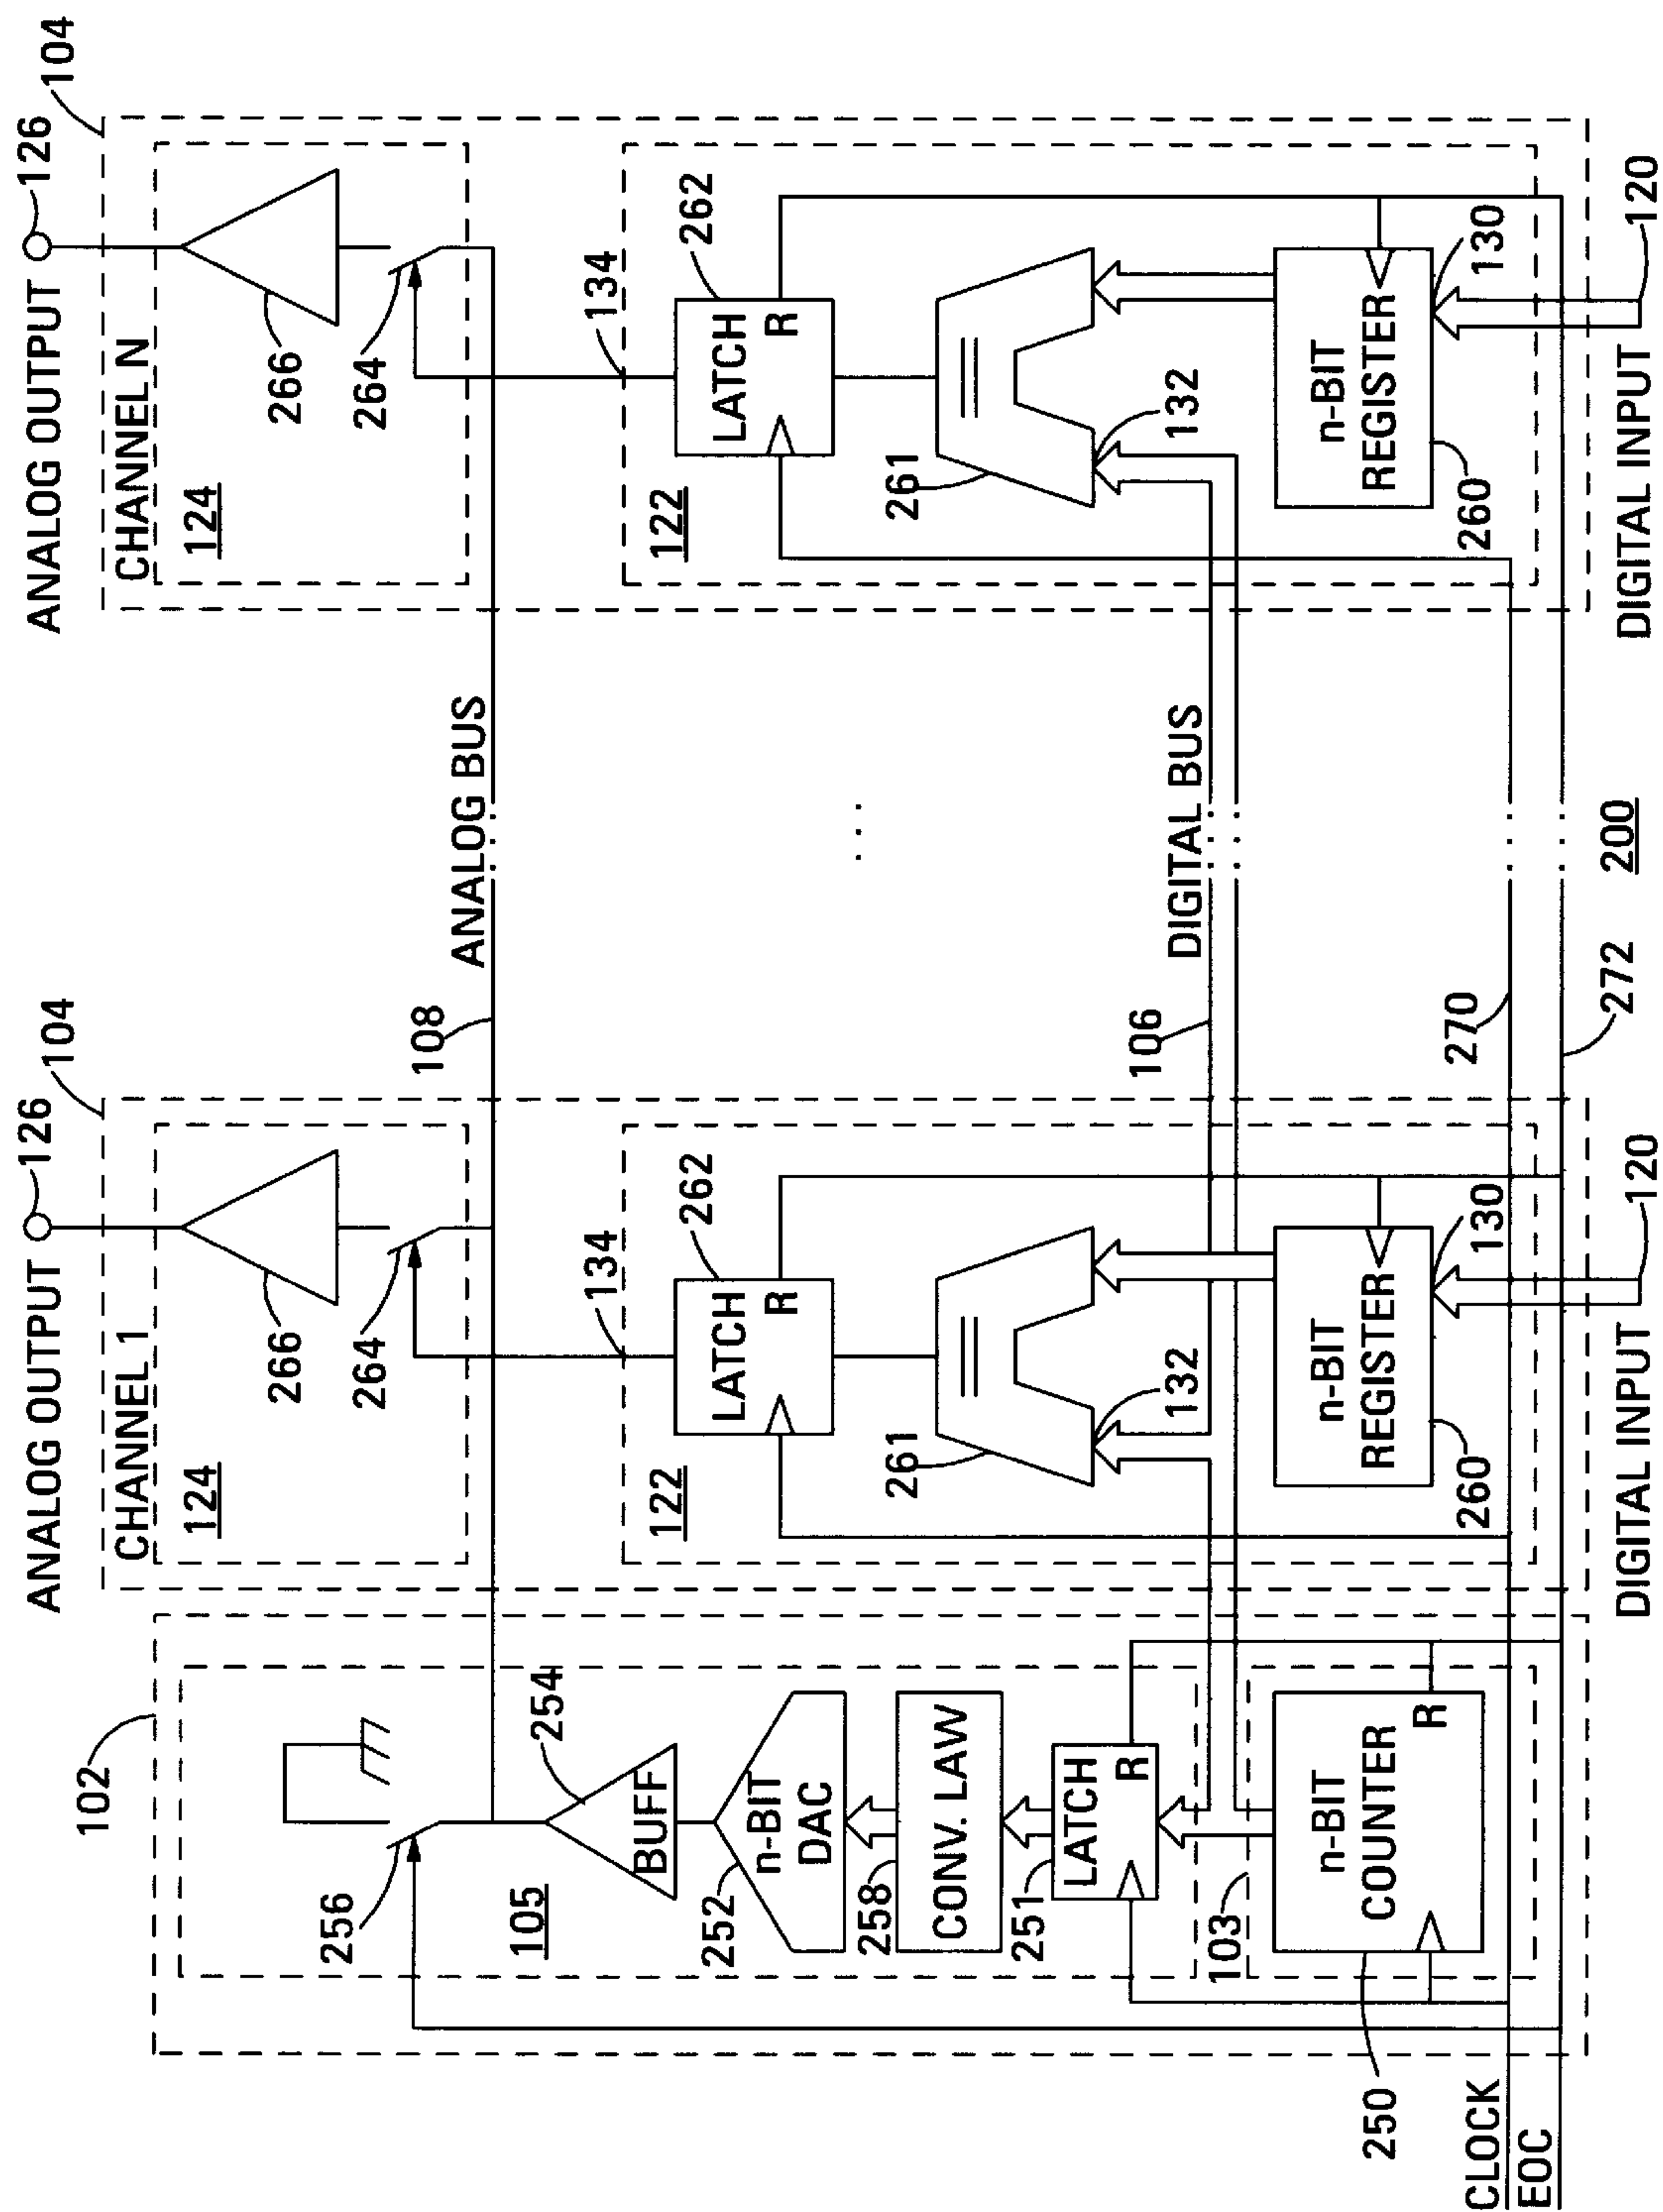 ANALOG OUTPUT
126
104
CHANNEL 1
124
266
264
ANALOG OUTPUT
126
104
CHANNEL N
124
266
264
102
256
105
254
BUFF
252
n-BIT
DAC
258
CONV. LAW
251
LATCH
R
103
n-BIT
COUNTER
R
250
108
ANALOG BUS
134
262
LATCH
R
122
261
=
132
n-BIT
REGISTER
260
130
120
DIGITAL INPUT
106
DIGITAL BUS
...
134
262
LATCH
R
122
261
=
132
n-BIT
REGISTER
260
130
120
DIGITAL INPUT
CLOCK
EOC
270
272
200